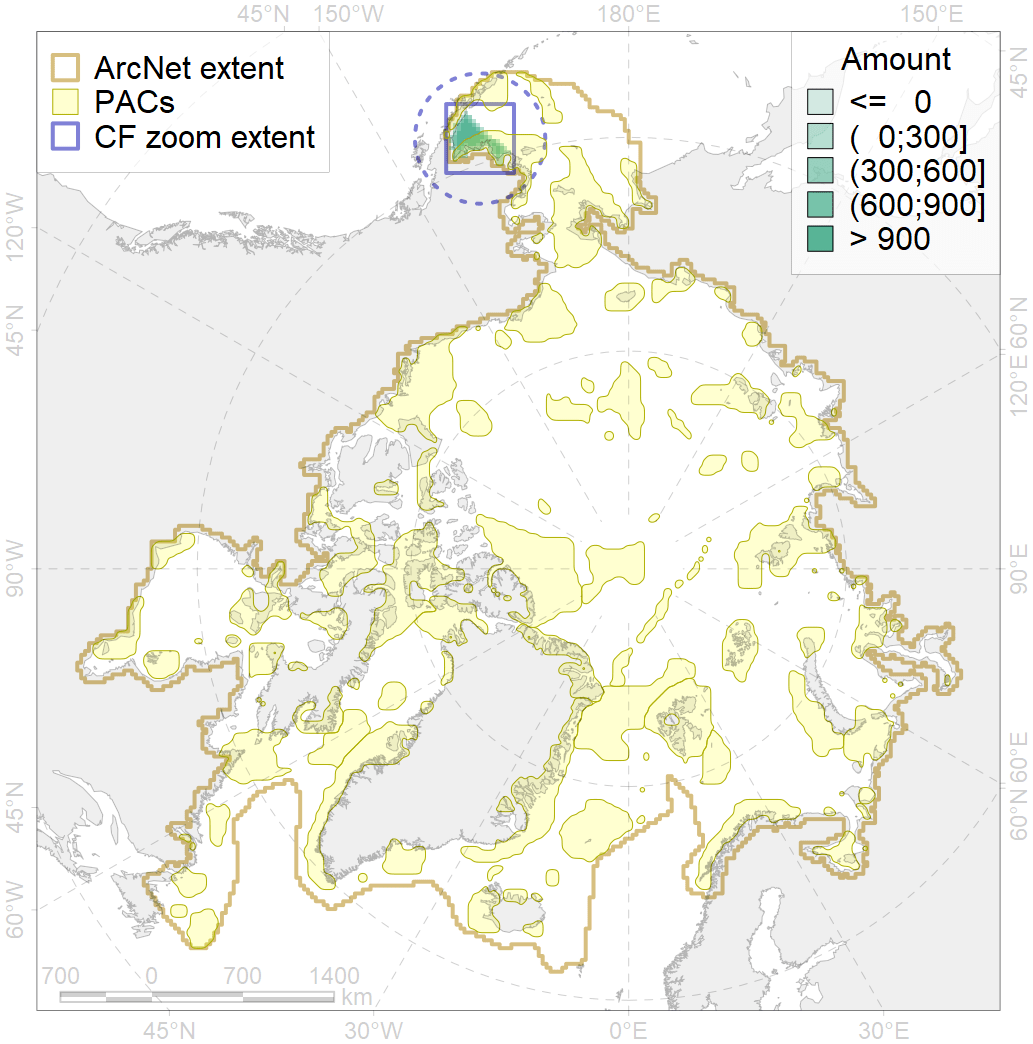 45°N 150°W 180°E 150°E
ArcNet extent
PACs
CF zoom extent
Amount
<= 0
( 0;300]
(300;600]
(600;900]
> 900
120°W
45°N
90°W
45°N
60°W
45°N
60°N
120°E
90°E
60°E
60°N
700 0 700 1400
km
45°N 30°W 0°E 30°E